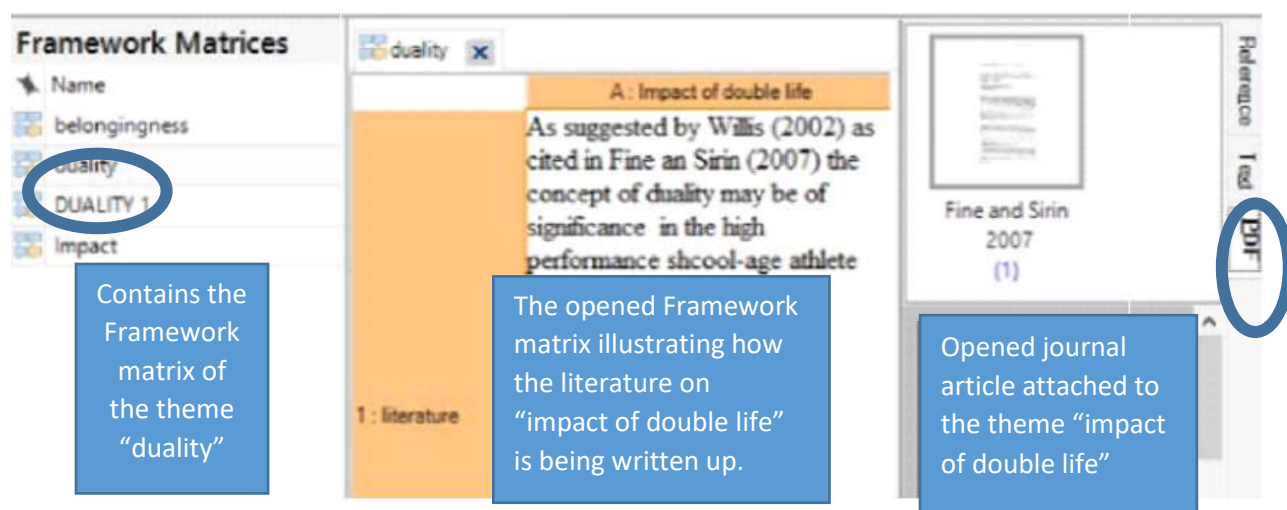 Framework Matrices
Name
belongingness
duality
DUALITY 1
Impact
Contains the
Framework
matrix of
the theme
“duality”
duality
A : Impact of double life
As suggested by Willis (2002) as
cited in Fine an Sirin (2007) the
concept of duality may be of
significance in the high
performance shcool-age athlete
1 : literature
The opened Framework
matrix illustrating how
the literature on
“impact of double life”
is being written up.
Fine and Sirin
2007
(1)
Opened journal
article attached to
the theme “impact
of double life”
Reference
Text
PDF